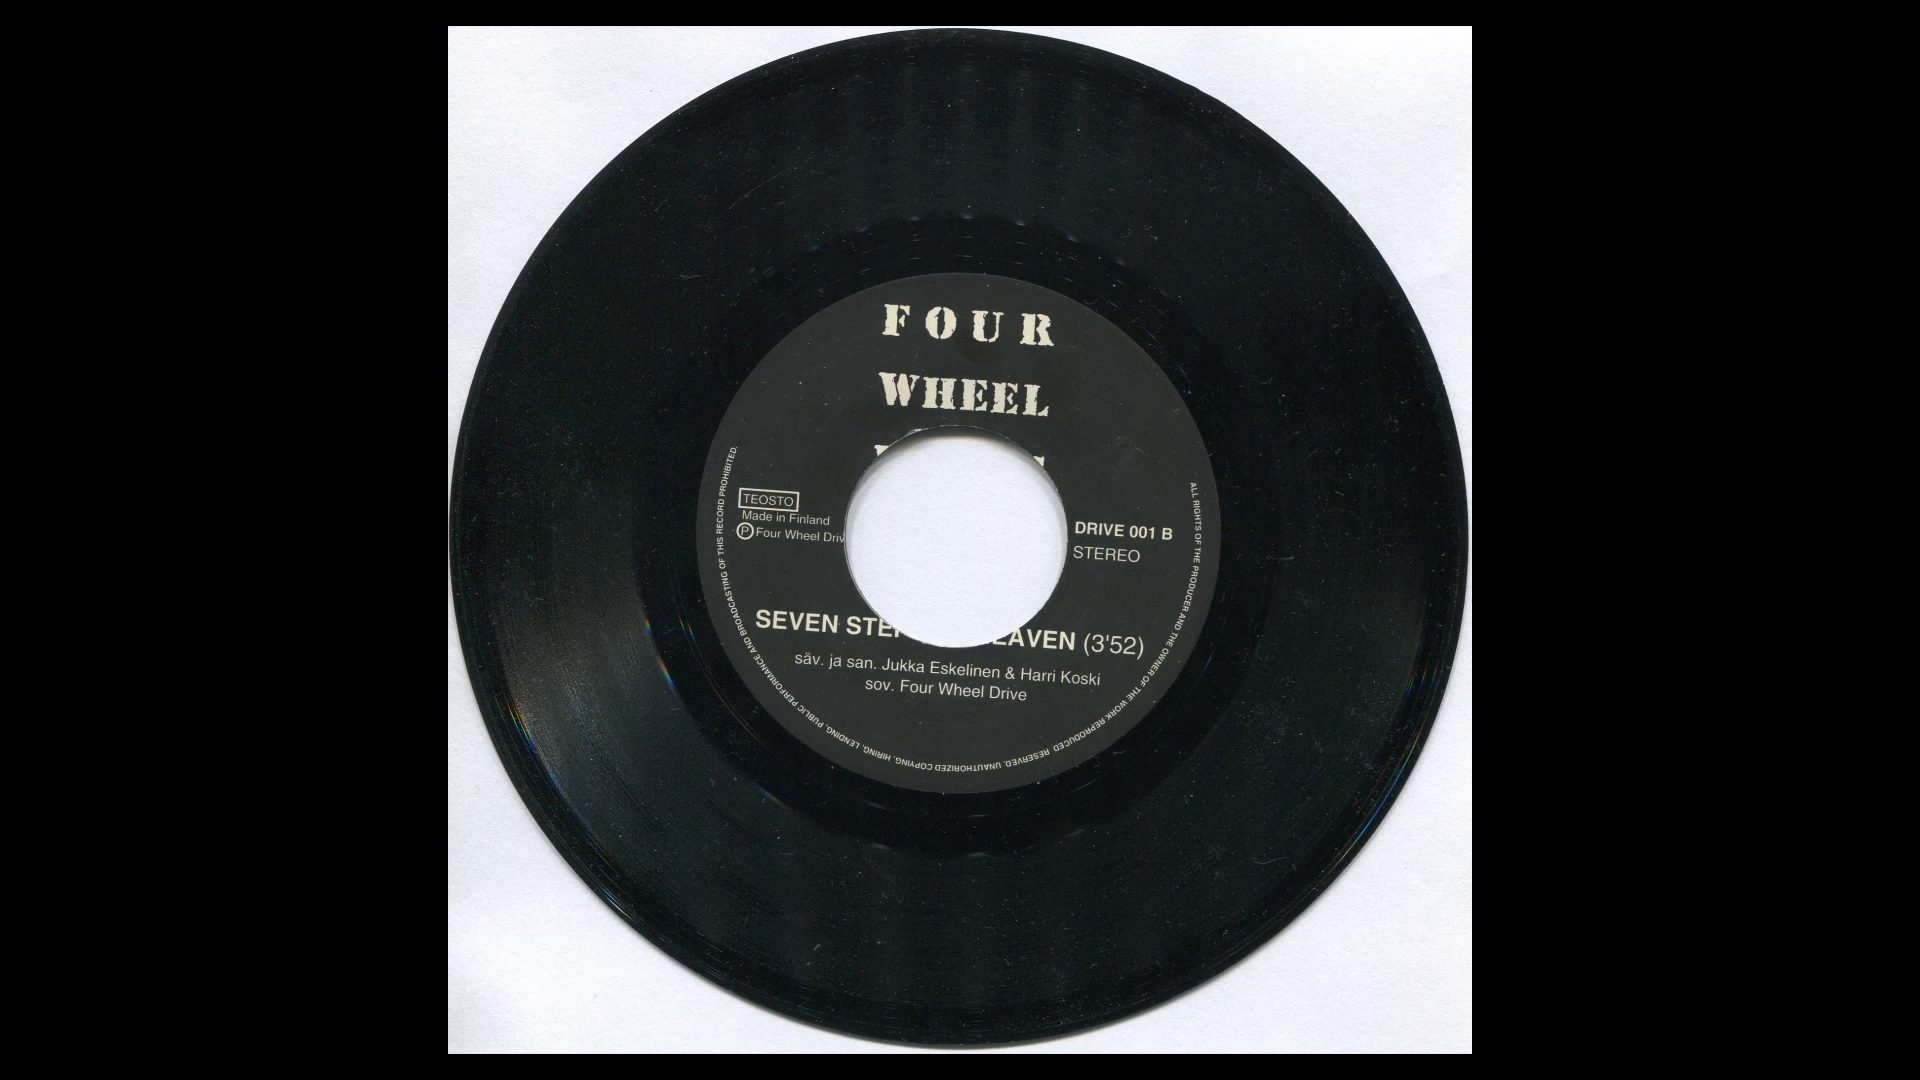 FOUR
WHEEL
TEOSTO
Made in Finland
Ⓟ Four Wheel Driv
DRIVE 001 B
STEREO
SEVEN STE EAVEN (3'52)
säv. ja san. Jukka Eskelinen & Harri Koski
sov. Four Wheel Drive
ALL RIGHTS OF THE PRODUCER AND THE OWNER OF THE WORK REPRODUCED RESERVED. UNAUTHORIZED COPYING, HIRING, LENDING, PUBLIC PERFORMANCE AND BROADCASTING OF THIS RECORD PROHIBITED.